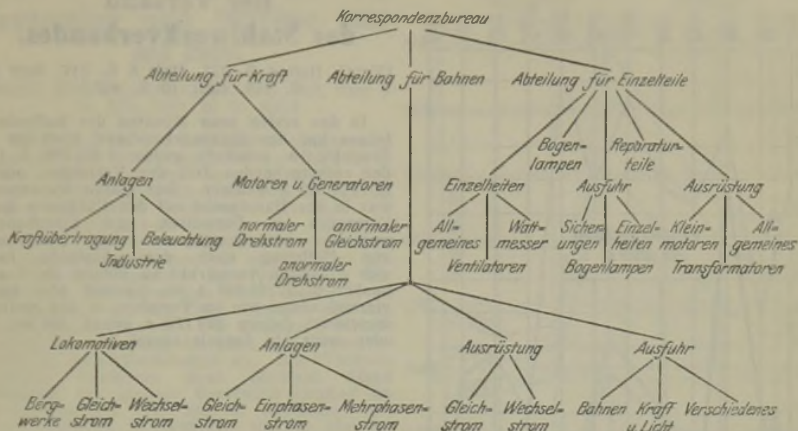 Korrespondenzbureau
Abteilung für Kraft Abteilung für Bahnen Abteilung für Einzelteile
Bogen- Reparatur-
lampen teile
Anlagen Motoren u. Generatoren Einzelheiten Ausfuhr Ausrüstung
normaler anormaler All- Watt- Sicher- Einzel- Klein- All-
Kraftübertragung Beleuchtung Drehstrom Gleichstrom gemeines messer ungen heiten motoren gemeines
Industrie anormaler Ventilatoren Bogenlampen Transformatoren
Drehstrom
Lokomotiven Anlagen Ausrüstung Ausfuhr
Berg- Gleich- Wechsel- Gleich- Einphasen- Mehrphasen- Gleich- Wechsel- Bahnen Kraft Verschiedenes
werke strom strom strom strom strom strom strom u. Licht